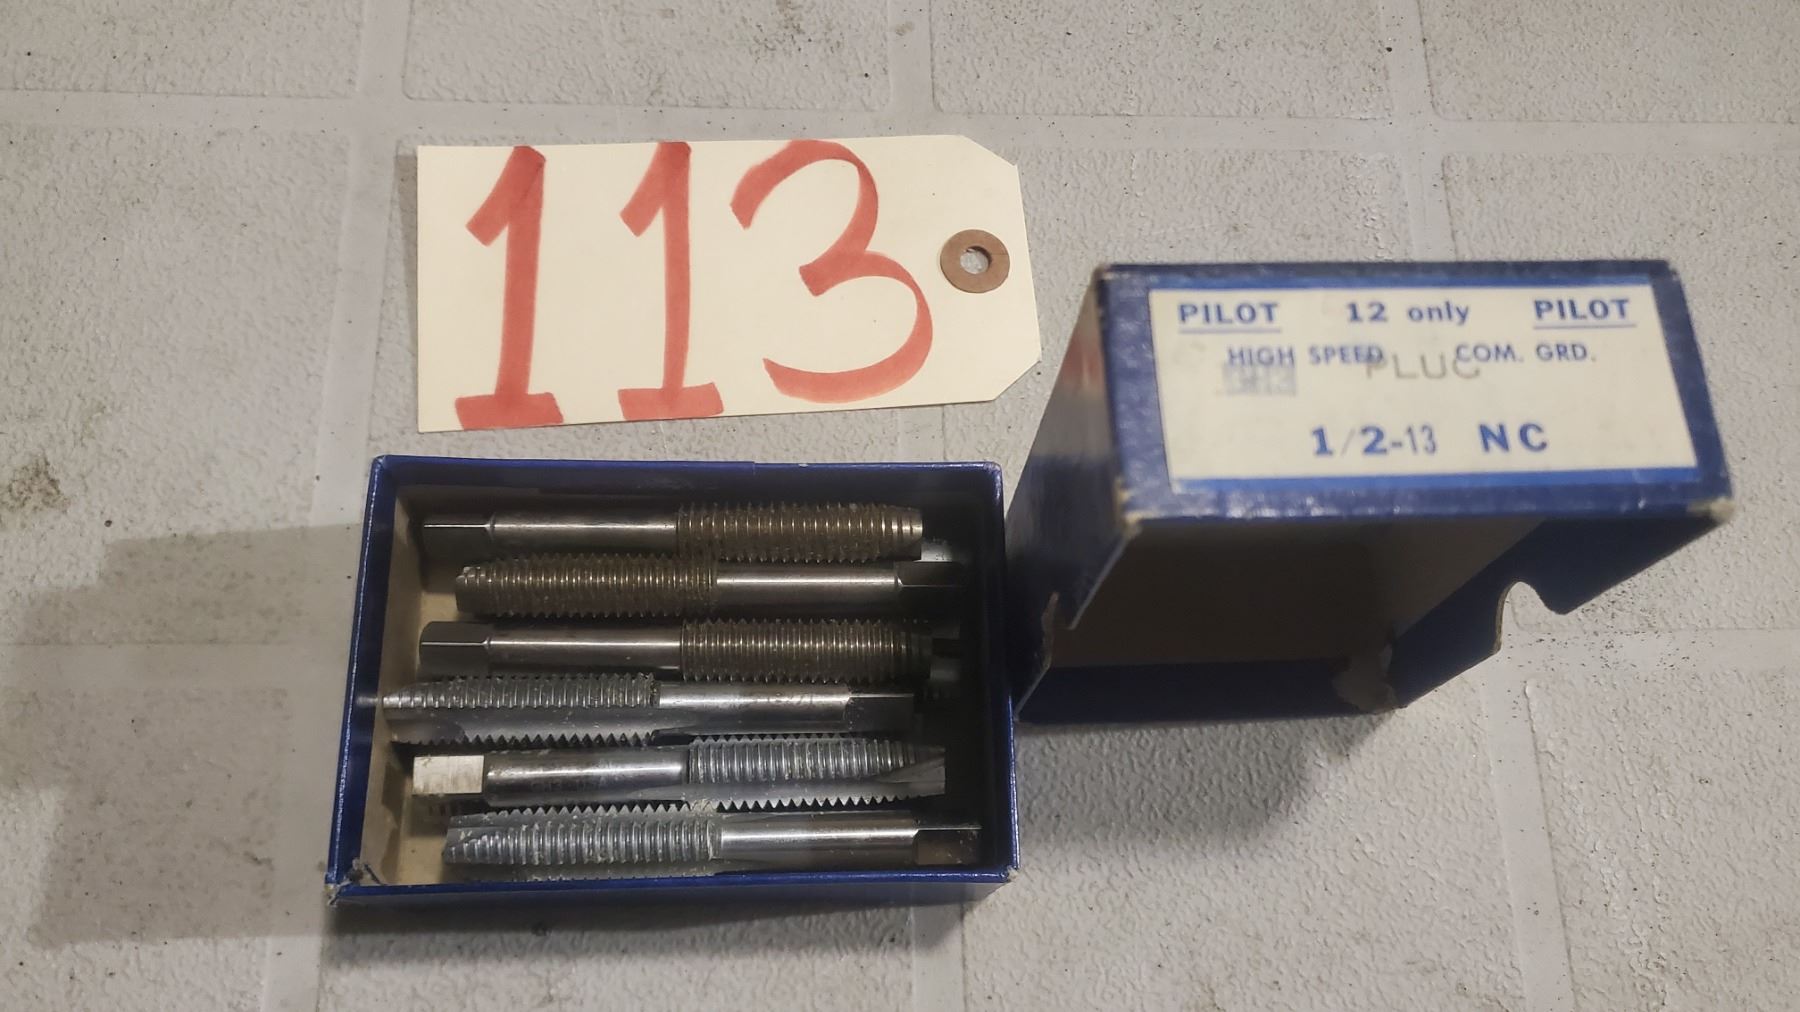 113
PILOT 12 only PILOT
HIGH SPEED COM. GRD.
PLUG
1/2-13 NC